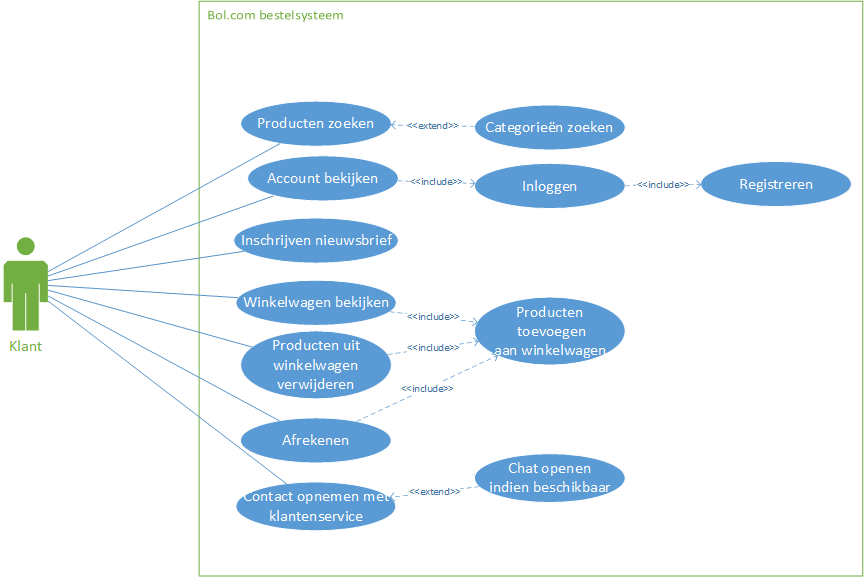 Bol.com bestelsysteem
Producten zoeken
<<extend>>
Categorieën zoeken
Account bekijken
<<include>>
Inloggen
<<include>>
Registreren
Inschrijven nieuwsbrief
Klant
Winkelwagen bekijken
<<include>>
Producten
toevoegen
aan winkelwagen
Producten uit
winkelwagen
verwijderen
<<include>>
<<include>>
Afrekenen
Contact opnemen met
klantenservice
<<extend>>
Chat openen
indien beschikbaar